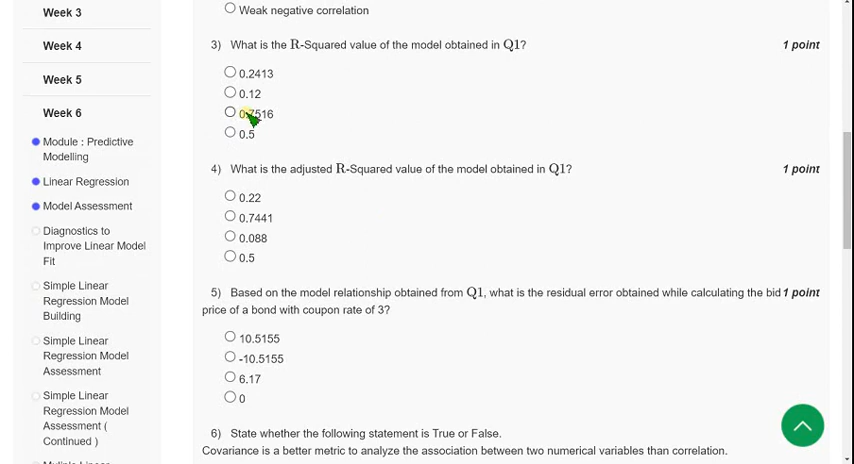 Week 3
Week 4
Week 5
Week 6
Module : Predictive
Modelling
Linear Regression
Model Assessment
Diagnostics to
Improve Linear Model
Fit
Simple Linear
Regression Model
Building
Simple Linear
Regression Model
Assessment
Simple Linear
Regression Model
Assessment (
Continued )
Weak negative correlation
3) What is the R-Squared value of the model obtained in Q1? 1 point
0.2413
0.12
0.7516
0.5
4) What is the adjusted R-Squared value of the model obtained in Q1? 1 point
0.22
0.7441
0.088
0.5
5) Based on the model relationship obtained from Q1, what is the residual error obtained while calculating the bid 1 point
price of a bond with coupon rate of 3?
10.5155
-10.5155
6.17
0
6) State whether the following statement is True or False.
Covariance is a better metric to analyze the association between two numerical variables than correlation.